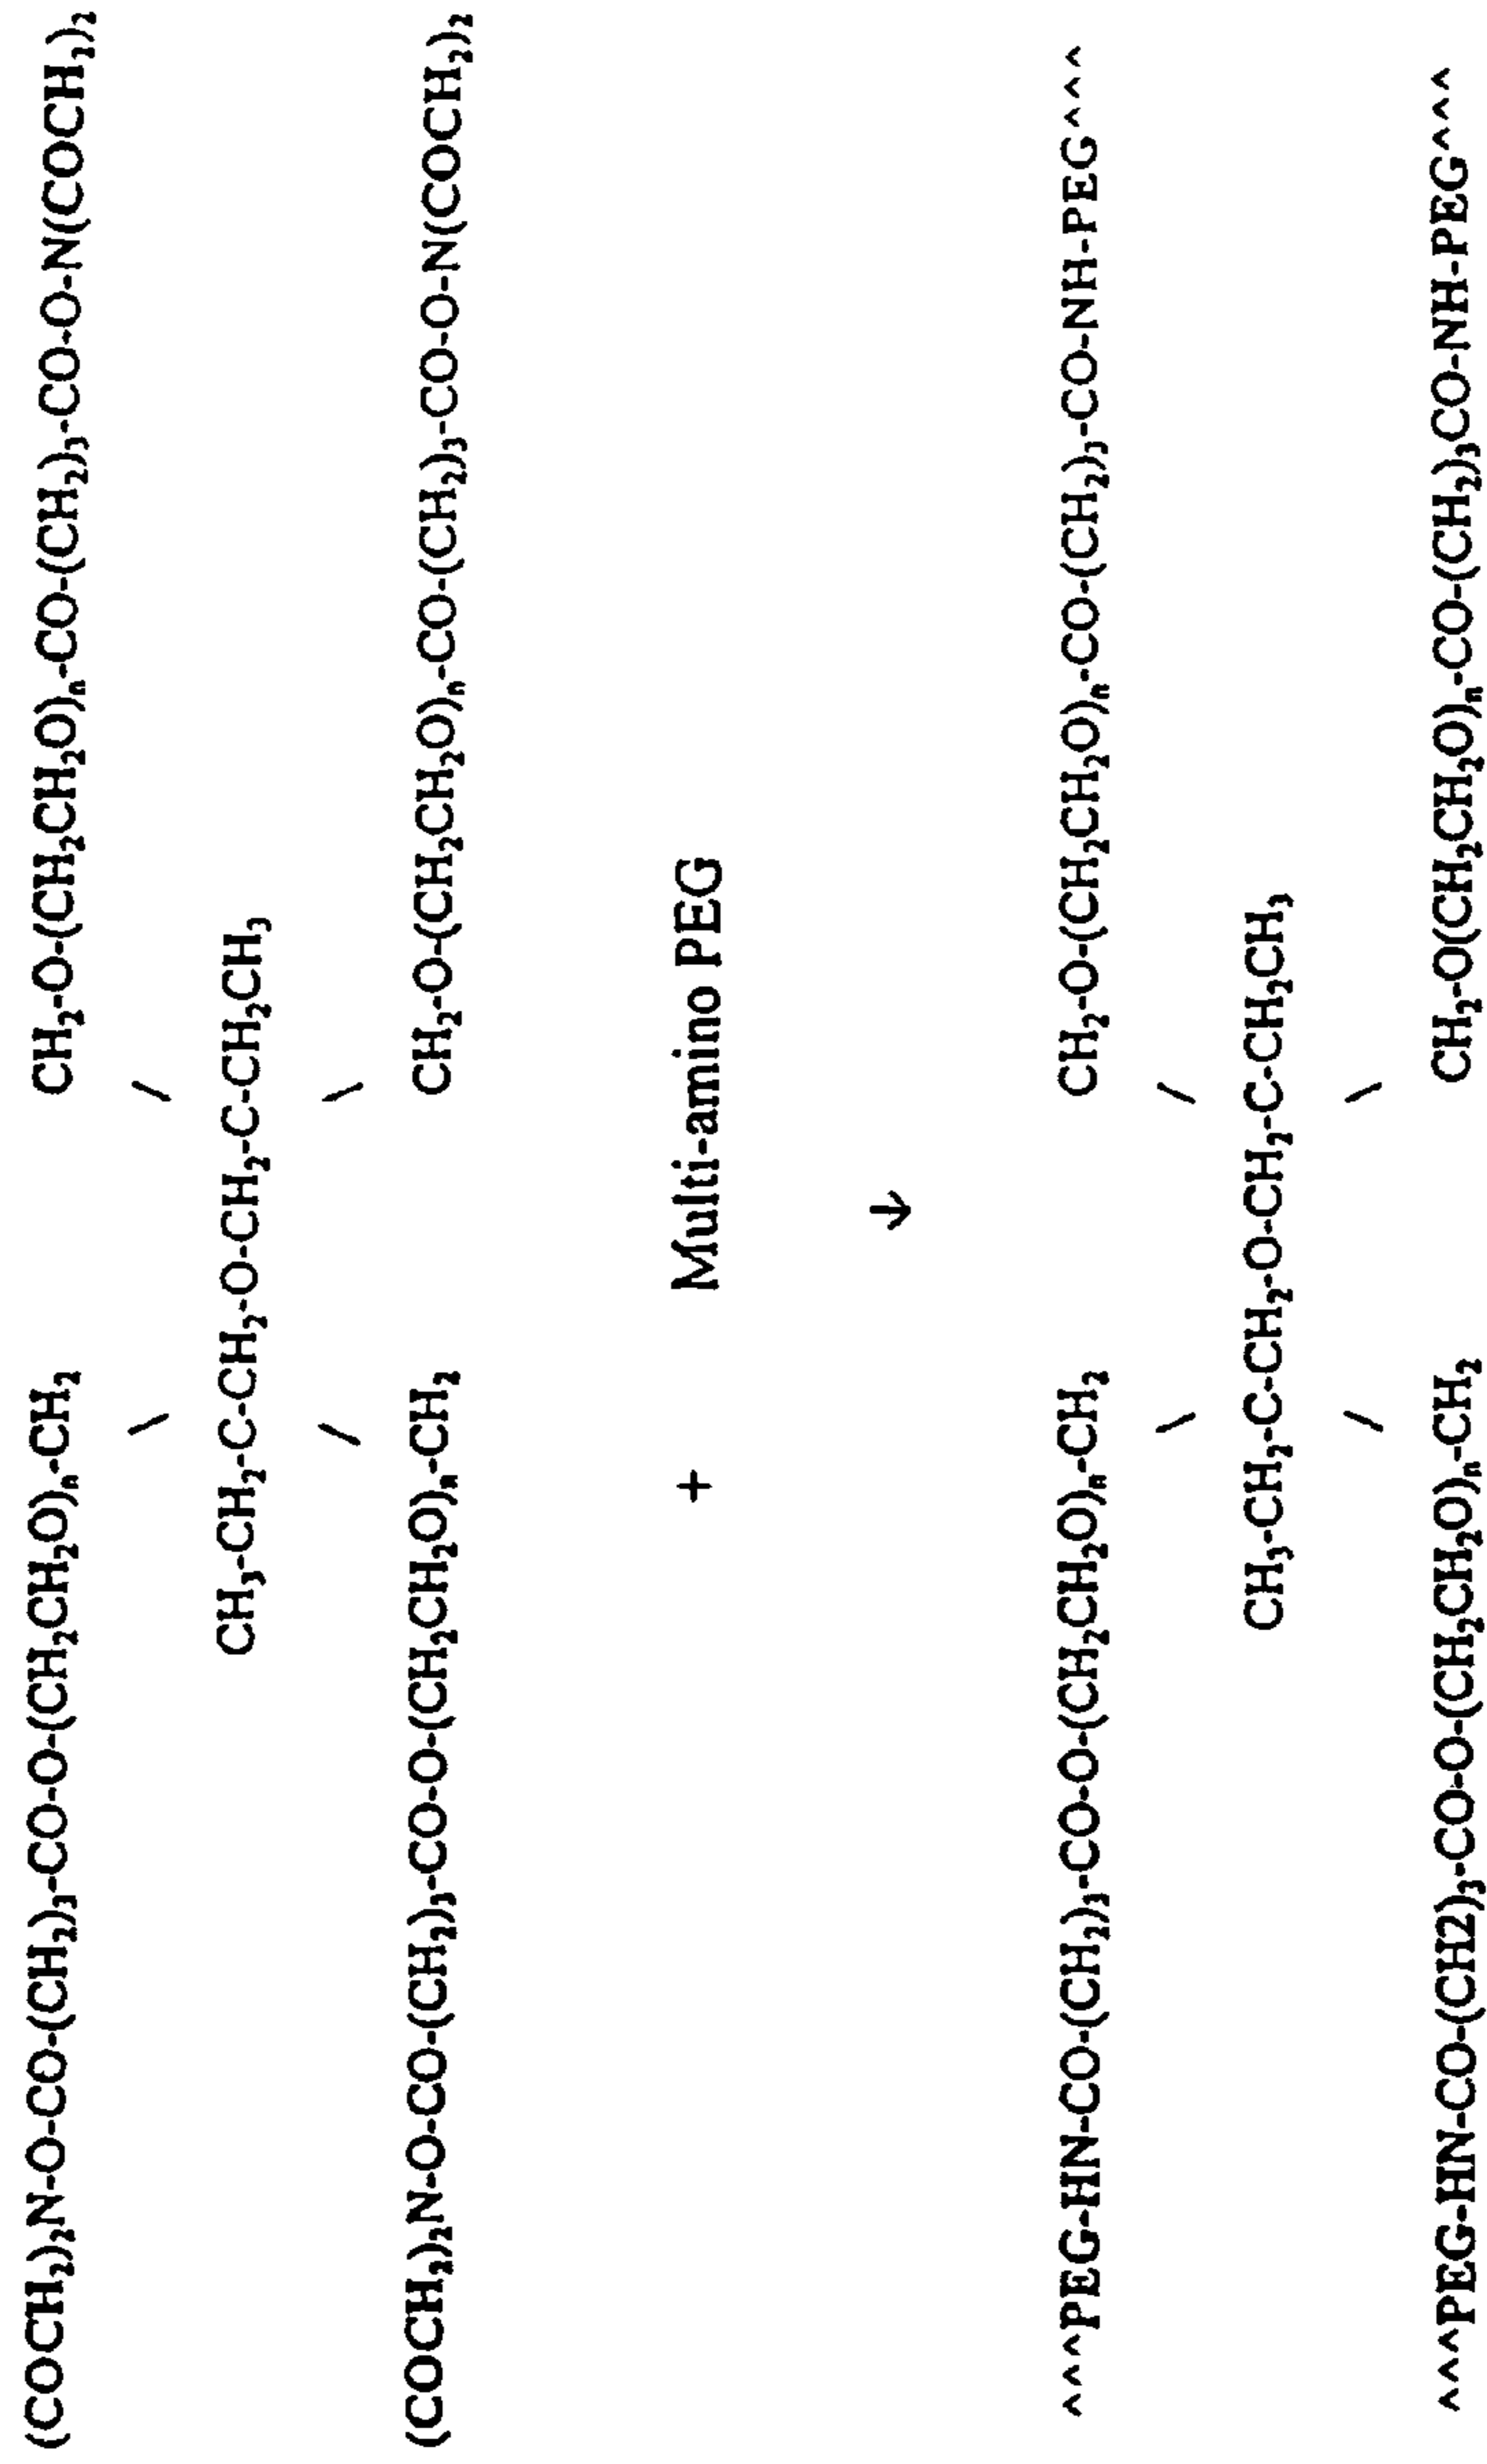 (COCH₂)₂N-O-CO-(CH₂)₃-CO-O-(CH₂CH₂O)ₙ-CH₂ CH₂-O-(CH₂CH₂O)ₙ-CO-(CH₂)₃-CO-O-N(COCH₂)₂
\ /
CH₃-CH₂-C-CH₂-O-CH₂-C-CH₂CH₃
/ \
(COCH₂)₂N-O-CO-(CH₂)₃-CO-O-(CH₂CH₂O)ₙ-CH₂ CH₂-O-(CH₂CH₂O)ₙ-CO-(CH₂)₃-CO-O-N(COCH₂)₂
+ Multi-amino PEG
↓
^^^PEG-HN-CO-(CH₂)₃-CO-O-(CH₂CH₂O)ₙ-CH₂ CH₂-O-(CH₂CH₂O)ₙ-CO-(CH₂)₃-CO-NH-PEG^^^
\ /
CH₃-CH₂-C-CH₂-O-CH₂-C-CH₂CH₃
/ \
^^^PEG-HN-CO-(CH2)₃-CO-O-(CH₂CH₂O)ₙ-CH₂ CH₂-O(CH₂CH₂O)ₙ-CO-(CH₂)₃CO-NH-PEG^^^